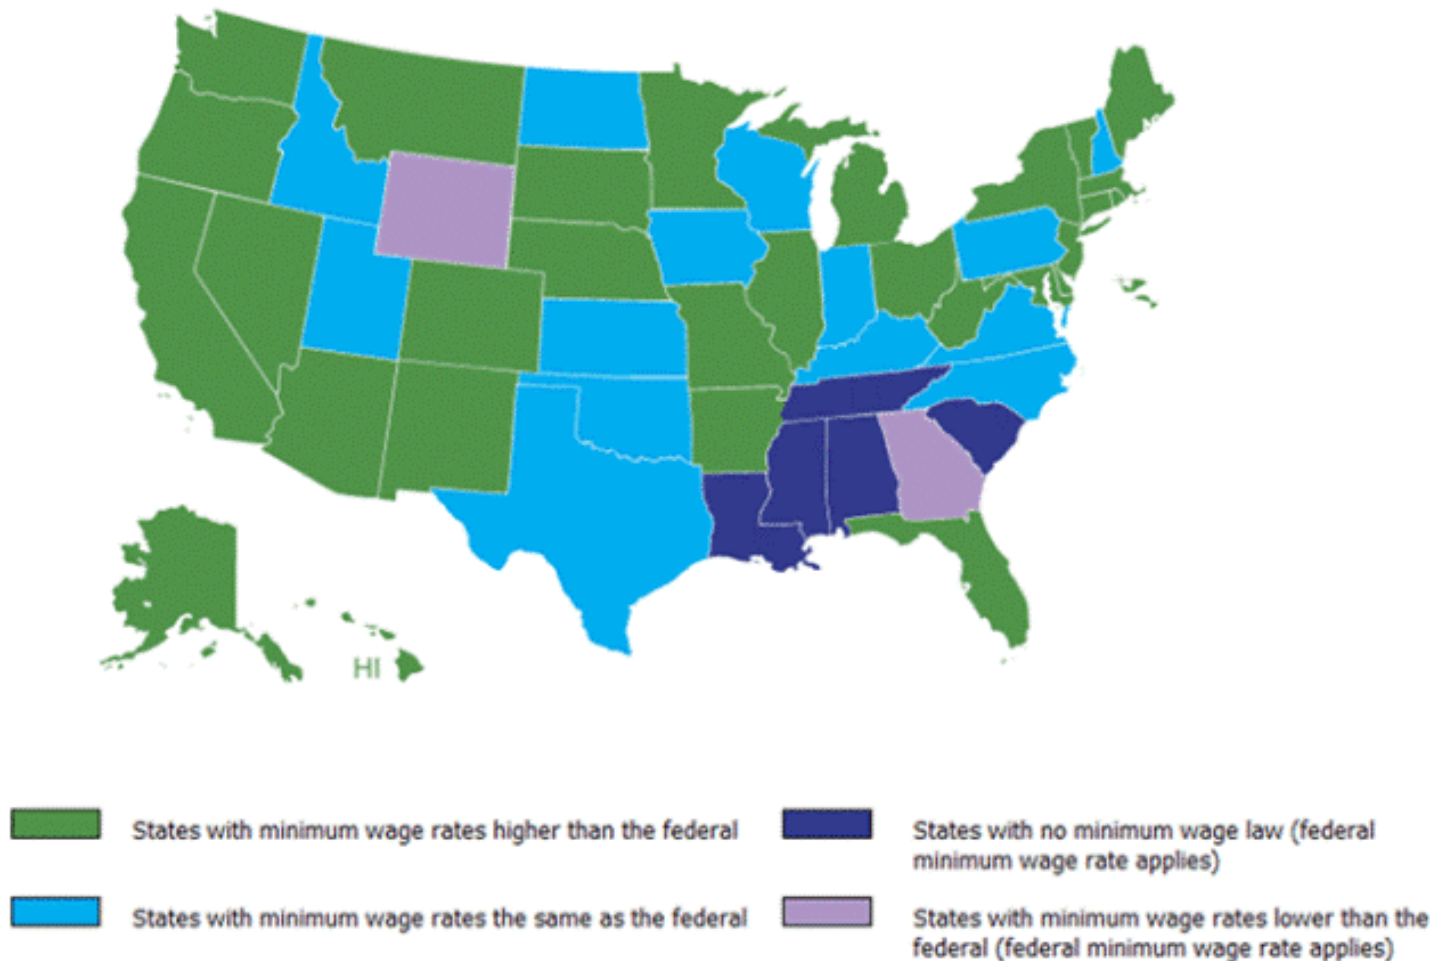 HI
States with minimum wage rates higher than the federal
States with no minimum wage law (federal
minimum wage rate applies)
States with minimum wage rates the same as the federal
States with minimum wage rates lower than the
federal (federal minimum wage rate applies)